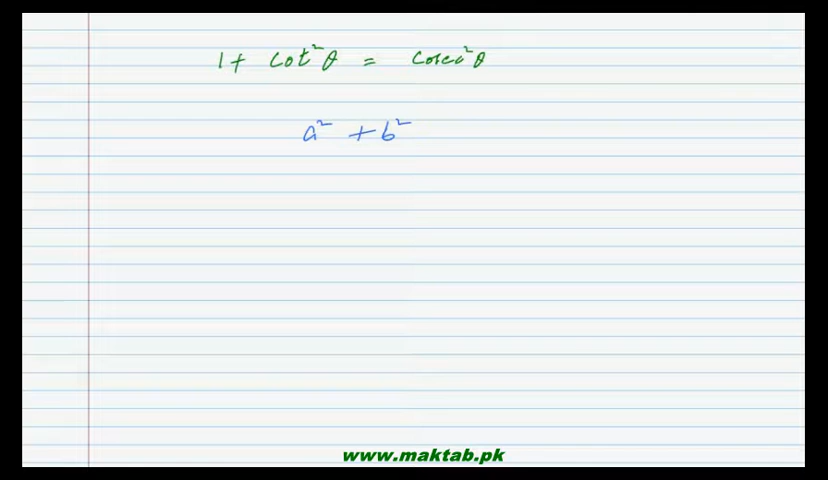 1 + Cot²θ = Cosec²θ
a² + b²
www.maktab.pk